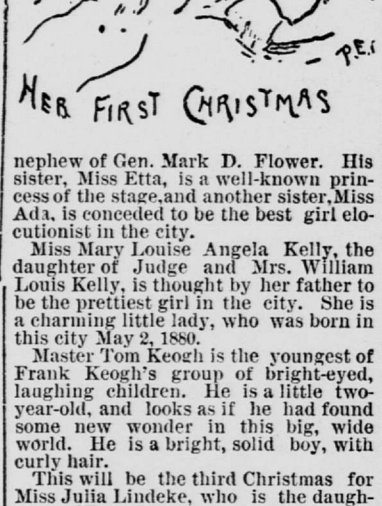 P.E.I
HER FIRST CHRISTMAS
nephew of Gen. Mark D. Flower. His
sister, Miss Etta, is a well-known prin-
cess of the stage,and another sister,Miss
Ada, is conceded to be the best girl elo-
cutionist in the city.
Miss Mary Louise Angela Kelly, the
daughter of Judge and Mrs. William
Louis Kelly, is thought by her father to
be the prettiest girl in the city. She is
a charming little lady, who was born in
this city May 2, 1880.
Master Tom Keogh is the youngest of
Frank Keogh's group of bright-eyed,
laughing children. He is a little two-
year-old, and looks as if he had found
some new wonder in this big, wide
world. He is a bright, solid boy, with
curly hair.
This will be the third Christmas for
Miss Julia Lindeke, who is the daugh-